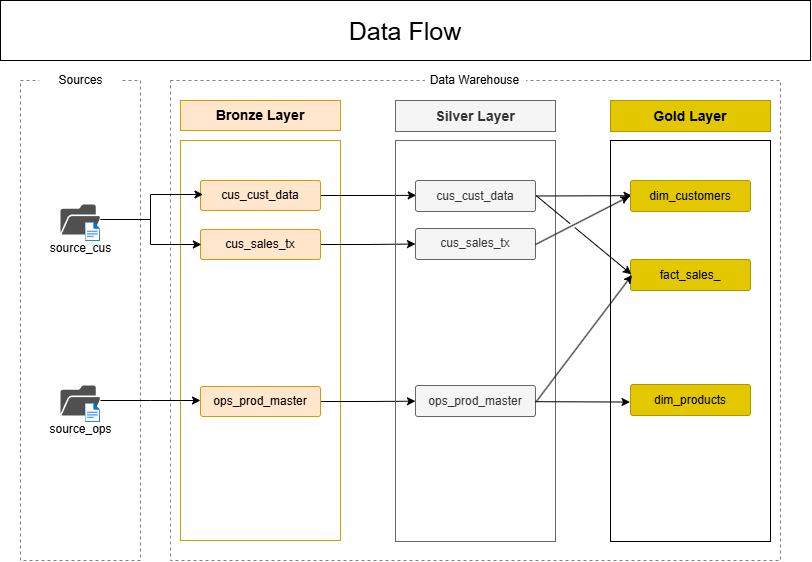 Data Flow
Sources
Data Warehouse
Bronze Layer
Silver Layer
Gold Layer
cus_cust_data
cus_cust_data
dim_customers
source_cus
cus_sales_tx
cus_sales_tx
fact_sales_
ops_prod_master
ops_prod_master
dim_products
source_ops